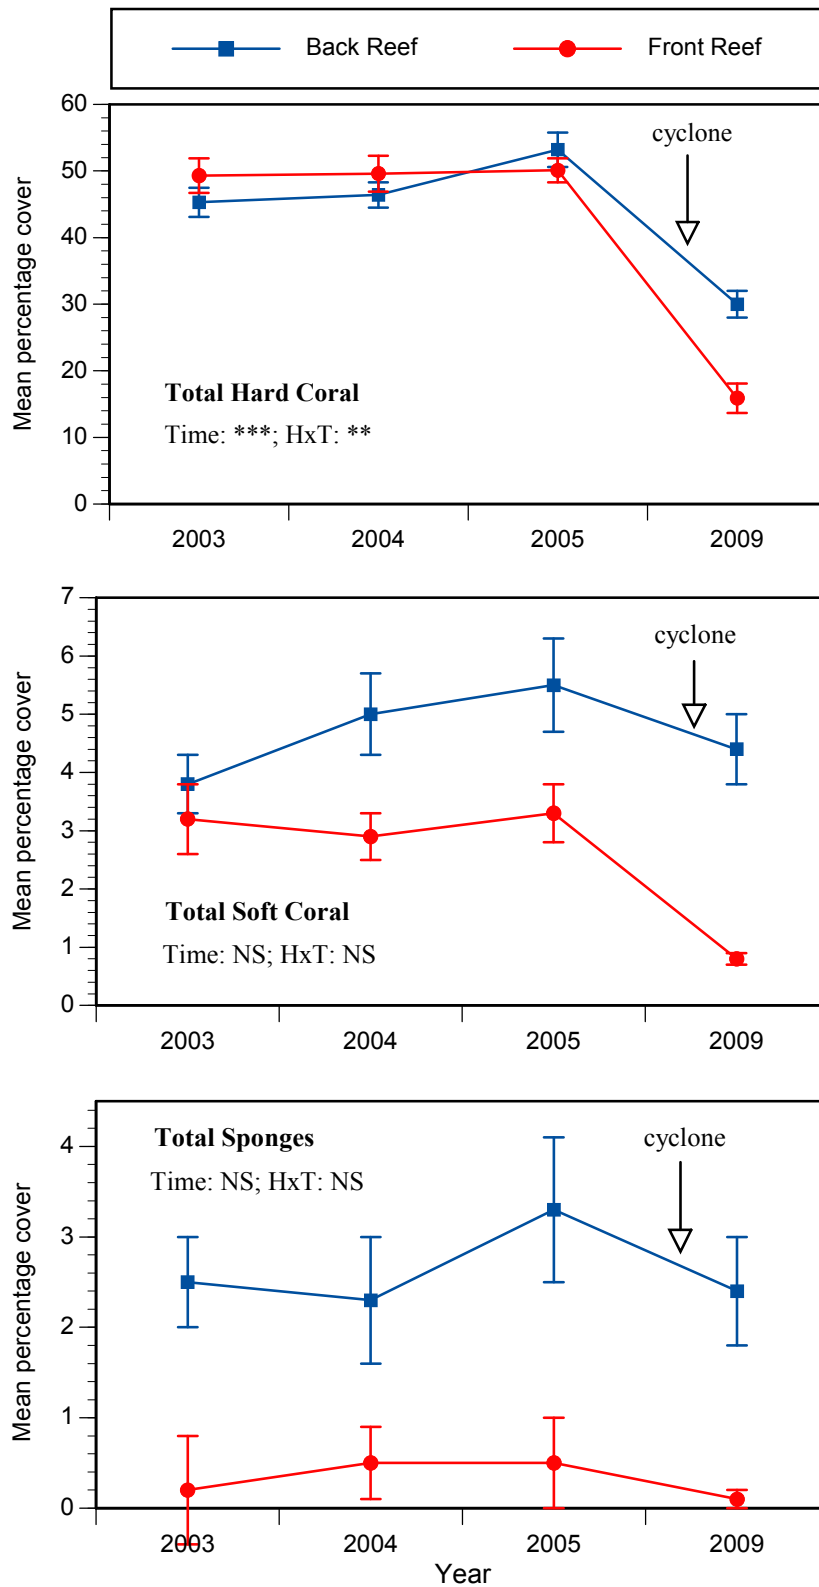 Back Reef Front Reef
60
50
40
30
20
10
0
Mean percentage cover
cyclone
Total Hard Coral
Time: ***; HxT: **
2003 2004 2005 2009
7
6
5
4
3
2
1
0
Mean percentage cover
cyclone
Total Soft Coral
Time: NS; HxT: NS
2003 2004 2005 2009
4
3
2
1
0
Mean percentage cover
Total Sponges
Time: NS; HxT: NS
cyclone
2003 2004 2005 2009
Year